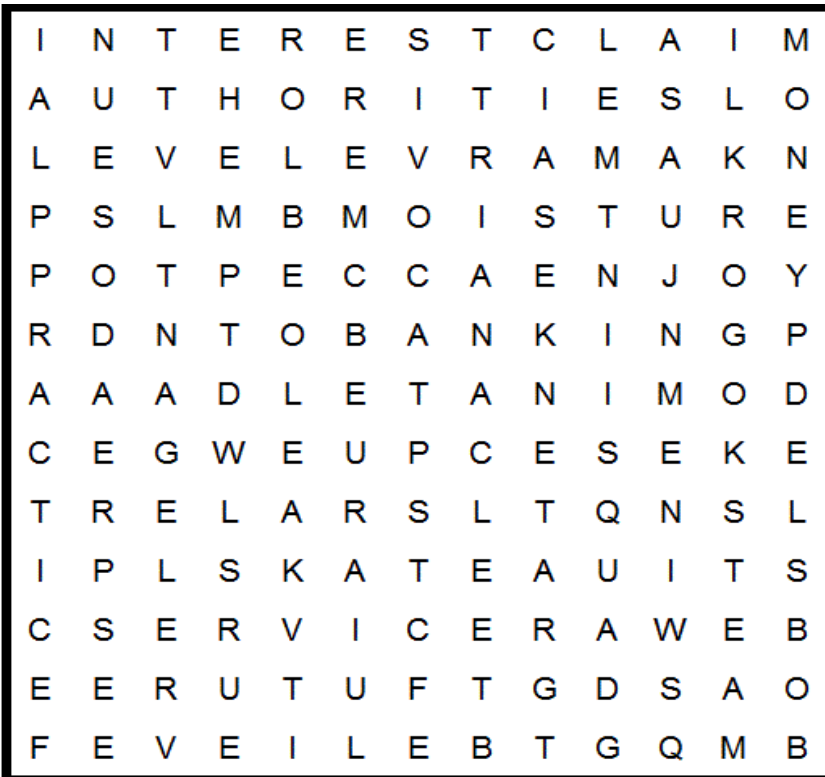 I N T E R E S T C L A I M
A U T H O R I T I E S L O
L E V E L E V R A M A K N
P S L M B M O I S T U R E
P O T P E C C A E N J O Y
R D N T O B A N K I N G P
A A A D L E T A N I M O D
C E G W E U P C E S E K E
T R E L A R S L T Q N S L
I P L S K A T E A U I T S
C S E R V I C E R A W E B
E E R U T U F T G D S A O
F E V E I L E B T G Q M B